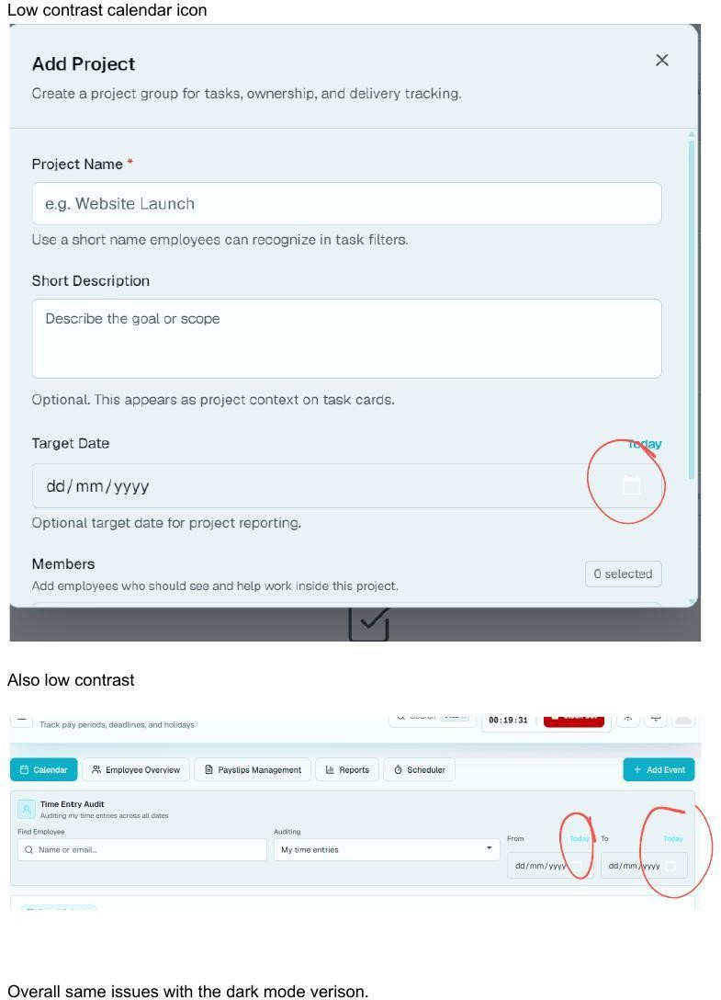 Low contrast calendar icon
Add Project
Create a project group for tasks, ownership, and delivery tracking.
Project Name *
e.g. Website Launch
Use a short name employees can recognize in task filters.
Short Description
Describe the goal or scope
Optional. This appears as project context on task cards.
Target Date
Today
dd/mm/yyyy
Optional target date for project reporting.
Members
0 selected
Add employees who should see and help work inside this project.
Also low contrast
Track pay periods, deadlines, and holidays
00:19:31
Calendar
Employee Overview
Payslips Management
Reports
Scheduler
+ Add Event
Time Entry Audit
Auditing my time entries across all dates
Find Employee
Auditing
From
Today
To
Today
Name or email...
My time entries
dd/mm/yyyy
dd/mm/yyyy
Overall same issues with the dark mode verison.